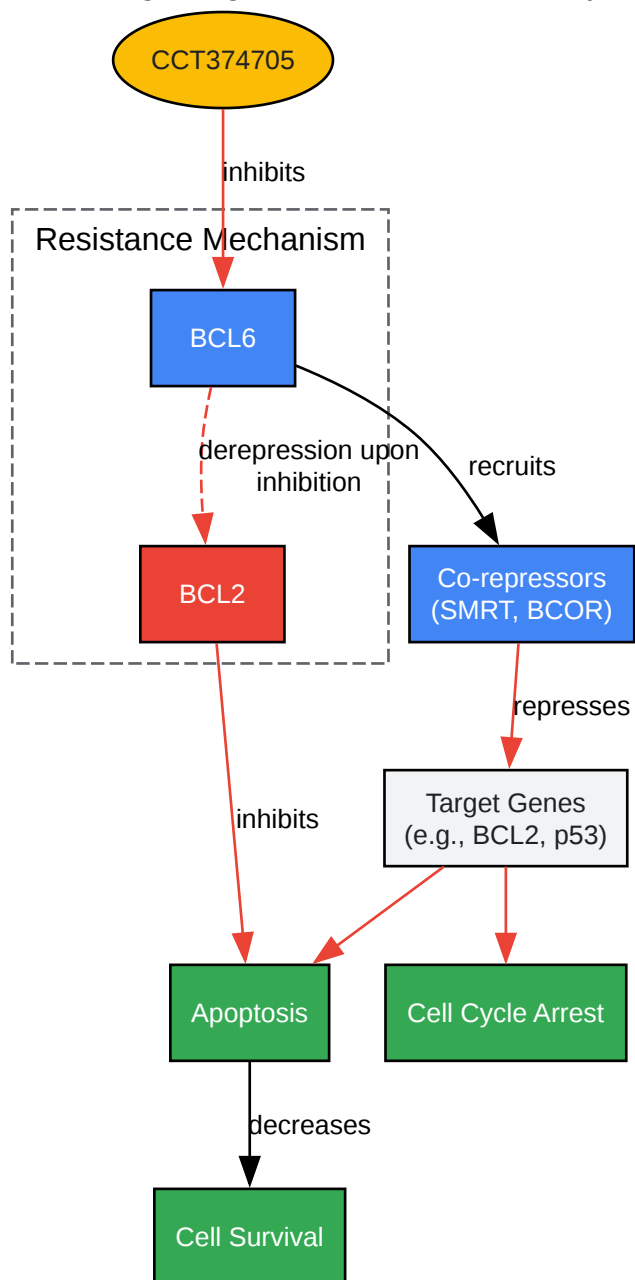 CCT374705
inhibits
Resistance Mechanism
BCL6
derepression upon
inhibition
recruits
BCL2
Co-repressors
(SMRT, BCOR)
represses
Target Genes
(e.g., BCL2, p53)
inhibits
Apoptosis
Cell Cycle Arrest
decreases
Cell Survival